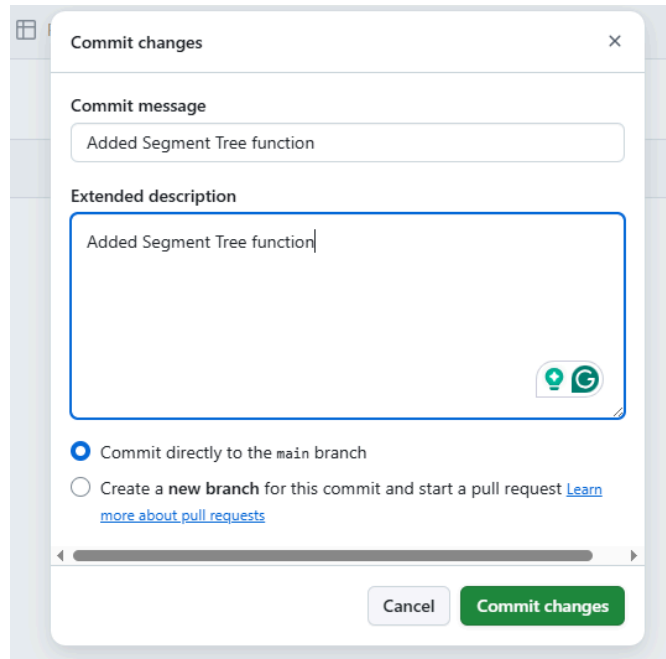 Commit changes
Commit message
Added Segment Tree function
Extended description
Added Segment Tree function
Commit directly to the main branch
Create a new branch for this commit and start a pull request Learn
more about pull requests
Cancel
Commit changes